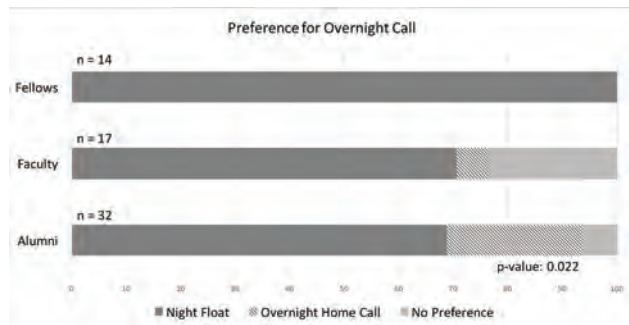 Preference for Overnight Call
n = 14
Fellows
n = 17
Faculty
n = 32
Alumni
p-value: 0.022
0 10 20 30 40 50 60 70 80 90 100
Night Float Overnight Home Call No Preference